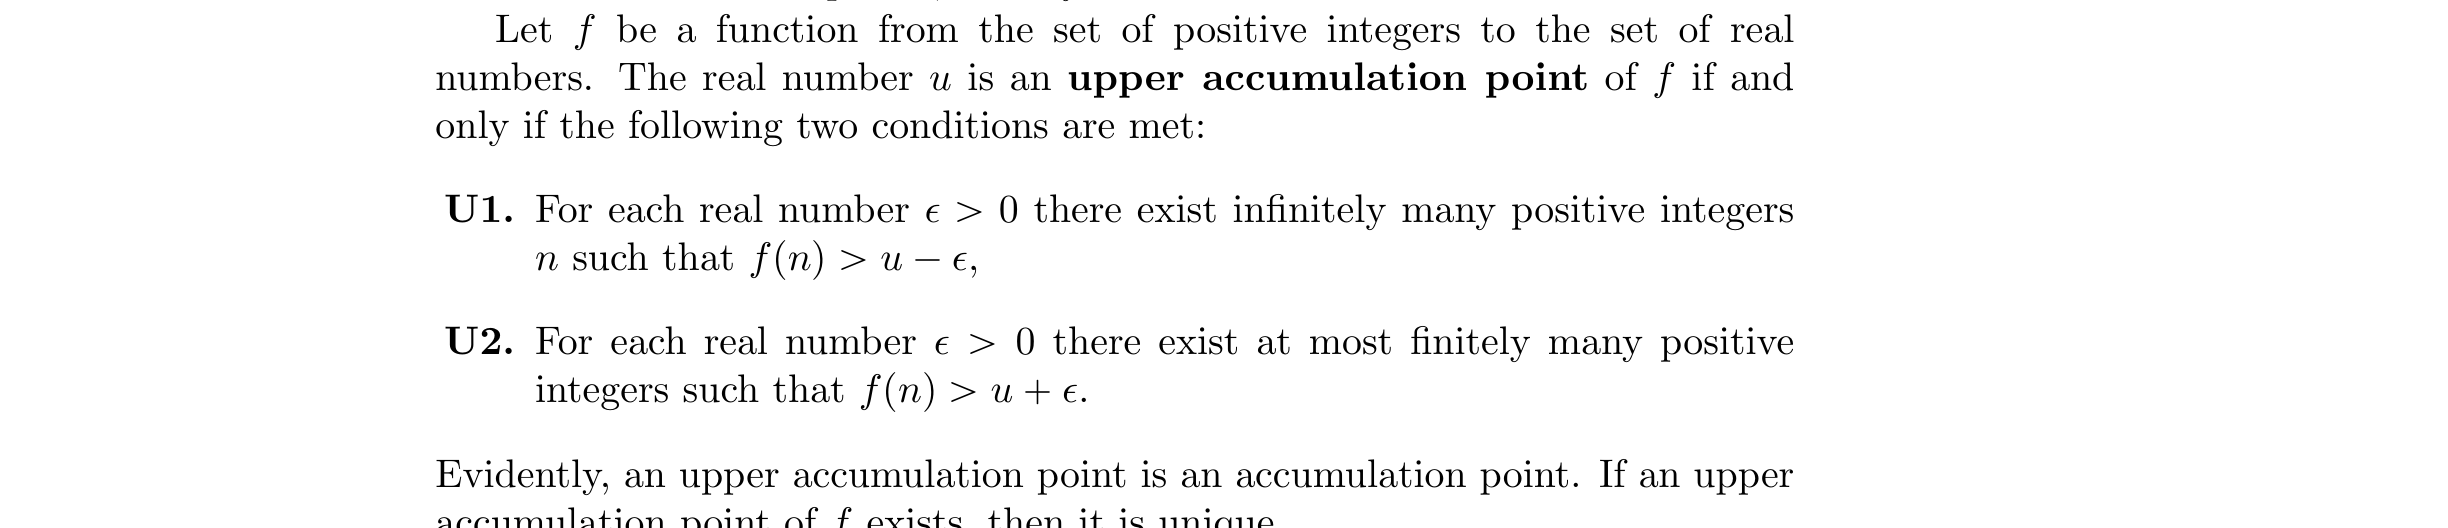 Let f be a function from the set of positive integers to the set of real
numbers. The real number u is an upper accumulation point of f if and
only if the following two conditions are met:
U1. For each real number ϵ > 0 there exist infinitely many positive integers
n such that f(n) > u − ϵ,
U2. For each real number ϵ > 0 there exist at most finitely many positive
integers such that f(n) > u + ϵ.
Evidently, an upper accumulation point is an accumulation point. If an upper
accumulation point of f exists, then it is unique